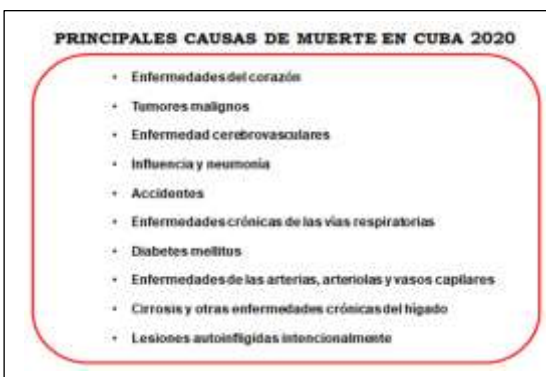 PRINCIPALES CAUSAS DE MUERTE EN CUBA 2020
• Enfermedades del corazón
• Tumores malignos
• Enfermedad cerebrovasculares
• Influencia y neumonía
• Accidentes
• Enfermedades crónicas de las vías respiratorias
• Diabetes mellitus
• Enfermedades de las arterias, arteriolas y vasos capilares
• Cirrosis y otras enfermedades crónicas del hígado
• Lesiones autoinfligidas intencionalmente